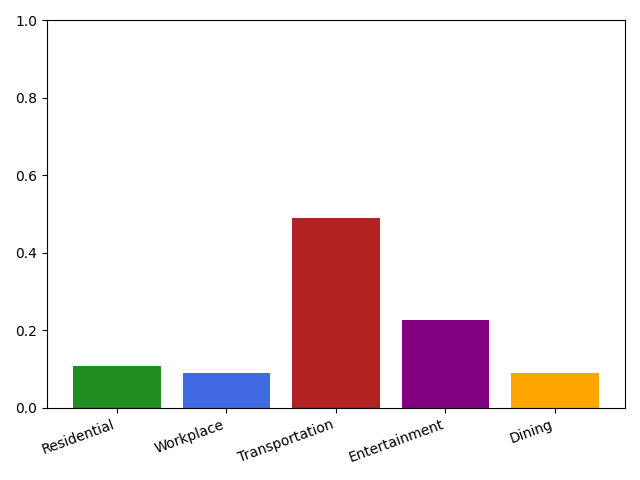 1.0
0.8
0.6
0.4
0.2
0.0
Residential
Workplace
Transportation
Entertainment
Dining